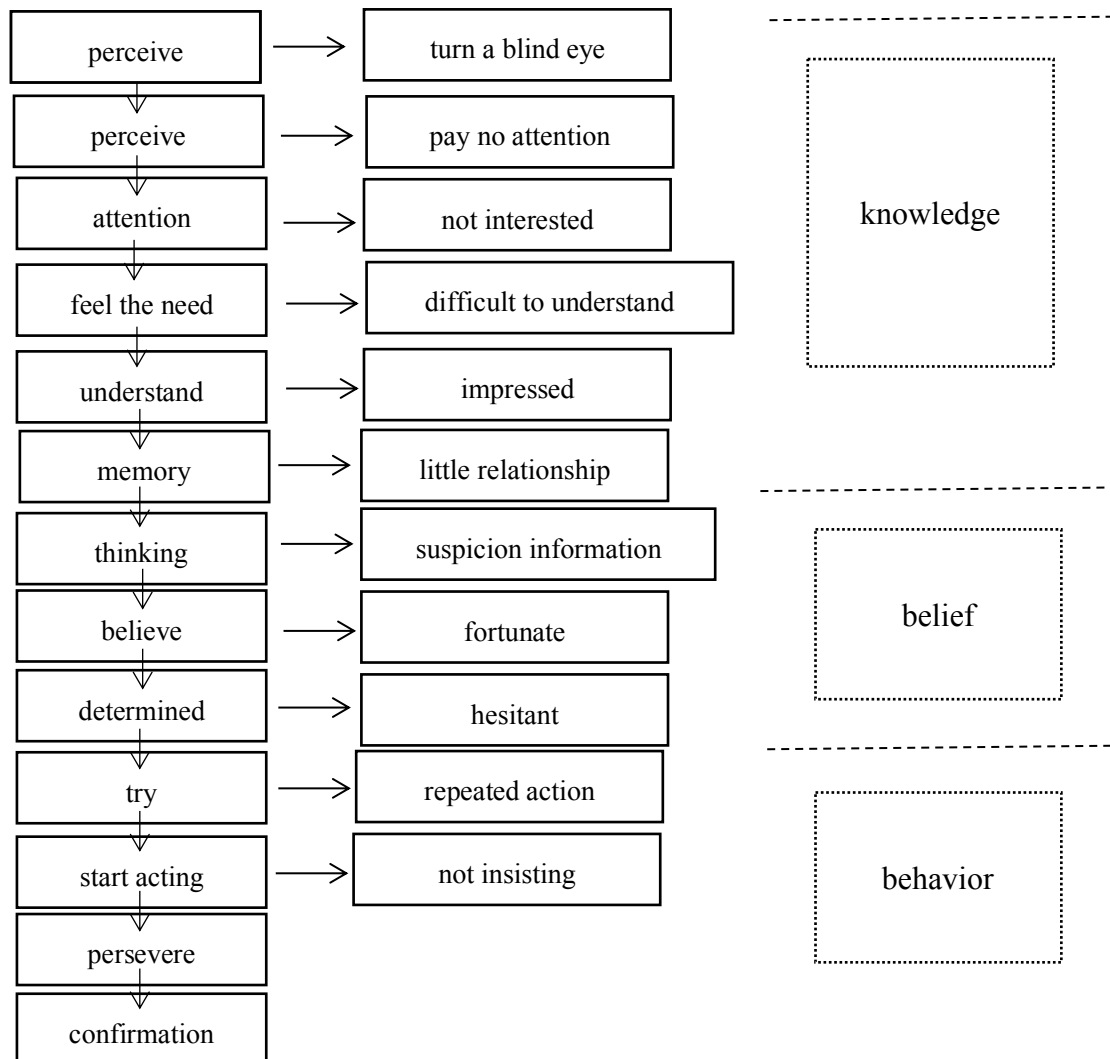 perceive
turn a blind eye
perceive
pay no attention
attention
not interested
feel the need
difficult to understand
understand
impressed
memory
little relationship
thinking
suspicion information
believe
fortunate
determined
hesitant
try
repeated action
start acting
not insisting
persevere
confirmation
knowledge
belief
behavior